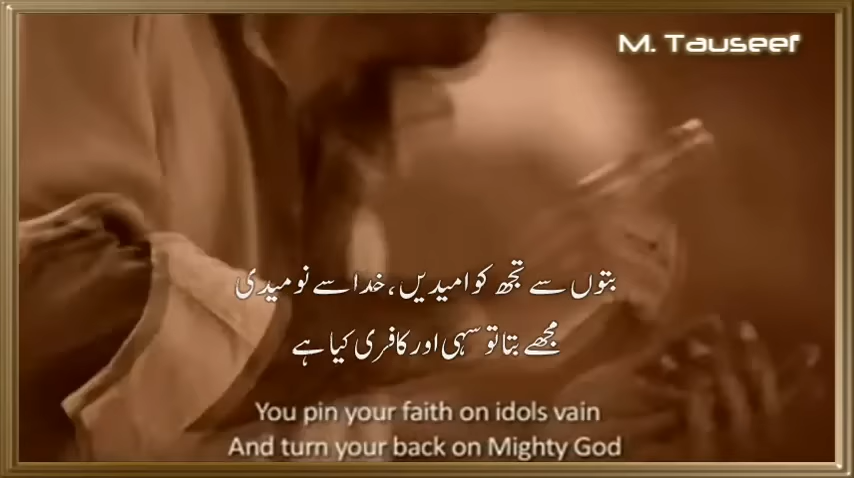 M. Tauseef
بتوں سے تجھ کو امیدیں، خدا سے نومیدی
مجھے بتا تو سہی اور کافری کیا ہے
You pin your faith on idols vain
And turn your back on Mighty God